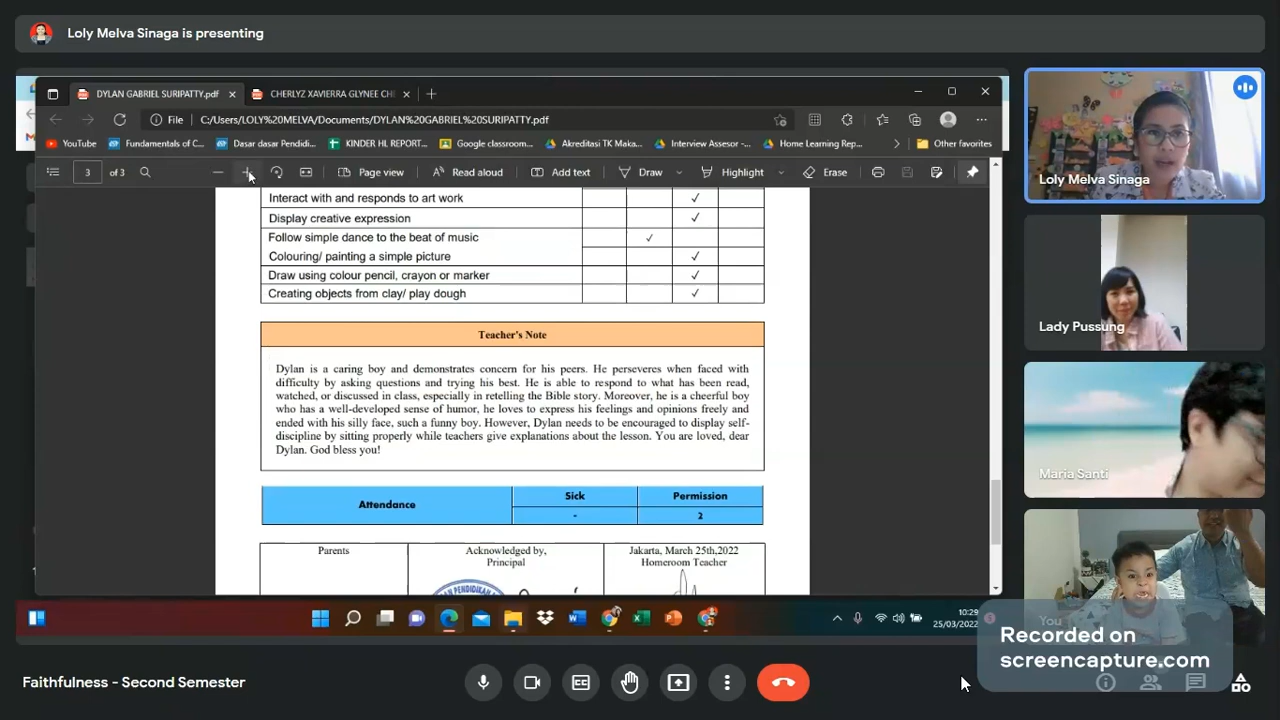 Loly Melva Sinaga is presenting
DYLAN GABRIEL SURIPATTY.pdf
CHERLYZ XAVIERRA GLYNEE CHE
File
C:/Users/LOLY%20MELVA/Documents/DYLAN%20GABRIEL%20SURIPATTY.pdf
YouTube
Fundamentals of C...
Dasar dasar Pendidi...
KINDER HL REPORT...
Google classroom...
Akreditasi TK Maka...
Interview Assesor -...
Home Learning Rep...
Other favorites
3 of 3
Page view
Read aloud
Add text
Draw
Highlight
Erase
Interact with and responds to art work ✓
Display creative expression ✓
Follow simple dance to the beat of music ✓
Colouring/ painting a simple picture ✓
Draw using colour pencil, crayon or marker ✓
Creating objects from clay/ play dough ✓
Teacher's Note
Dylan is a caring boy and demonstrates concern for his peers. He perseveres when faced with
difficulty by asking questions and trying his best. He is able to respond to what has been read,
watched, or discussed in class, especially in retelling the Bible story. Moreover, he is a cheerful boy
who has a well-developed sense of humor, he loves to express his feelings and opinions freely and
ended with his silly face, such a funny boy. However, Dylan needs to be encouraged to display self-
discipline by sitting properly while teachers give explanations about the lesson. You are loved, dear
Dylan. God bless you!
Attendance
Sick
Permission
-
2
Parents
Acknowledged by,
Principal
Jakarta, March 25th,2022
Homeroom Teacher
AN PENDIDIKAN A
10:29
25/03/2022
Loly Melva Sinaga
Lady Pussung
Maria Santi
You
Recorded on
screencapture.com
Faithfulness - Second Semester